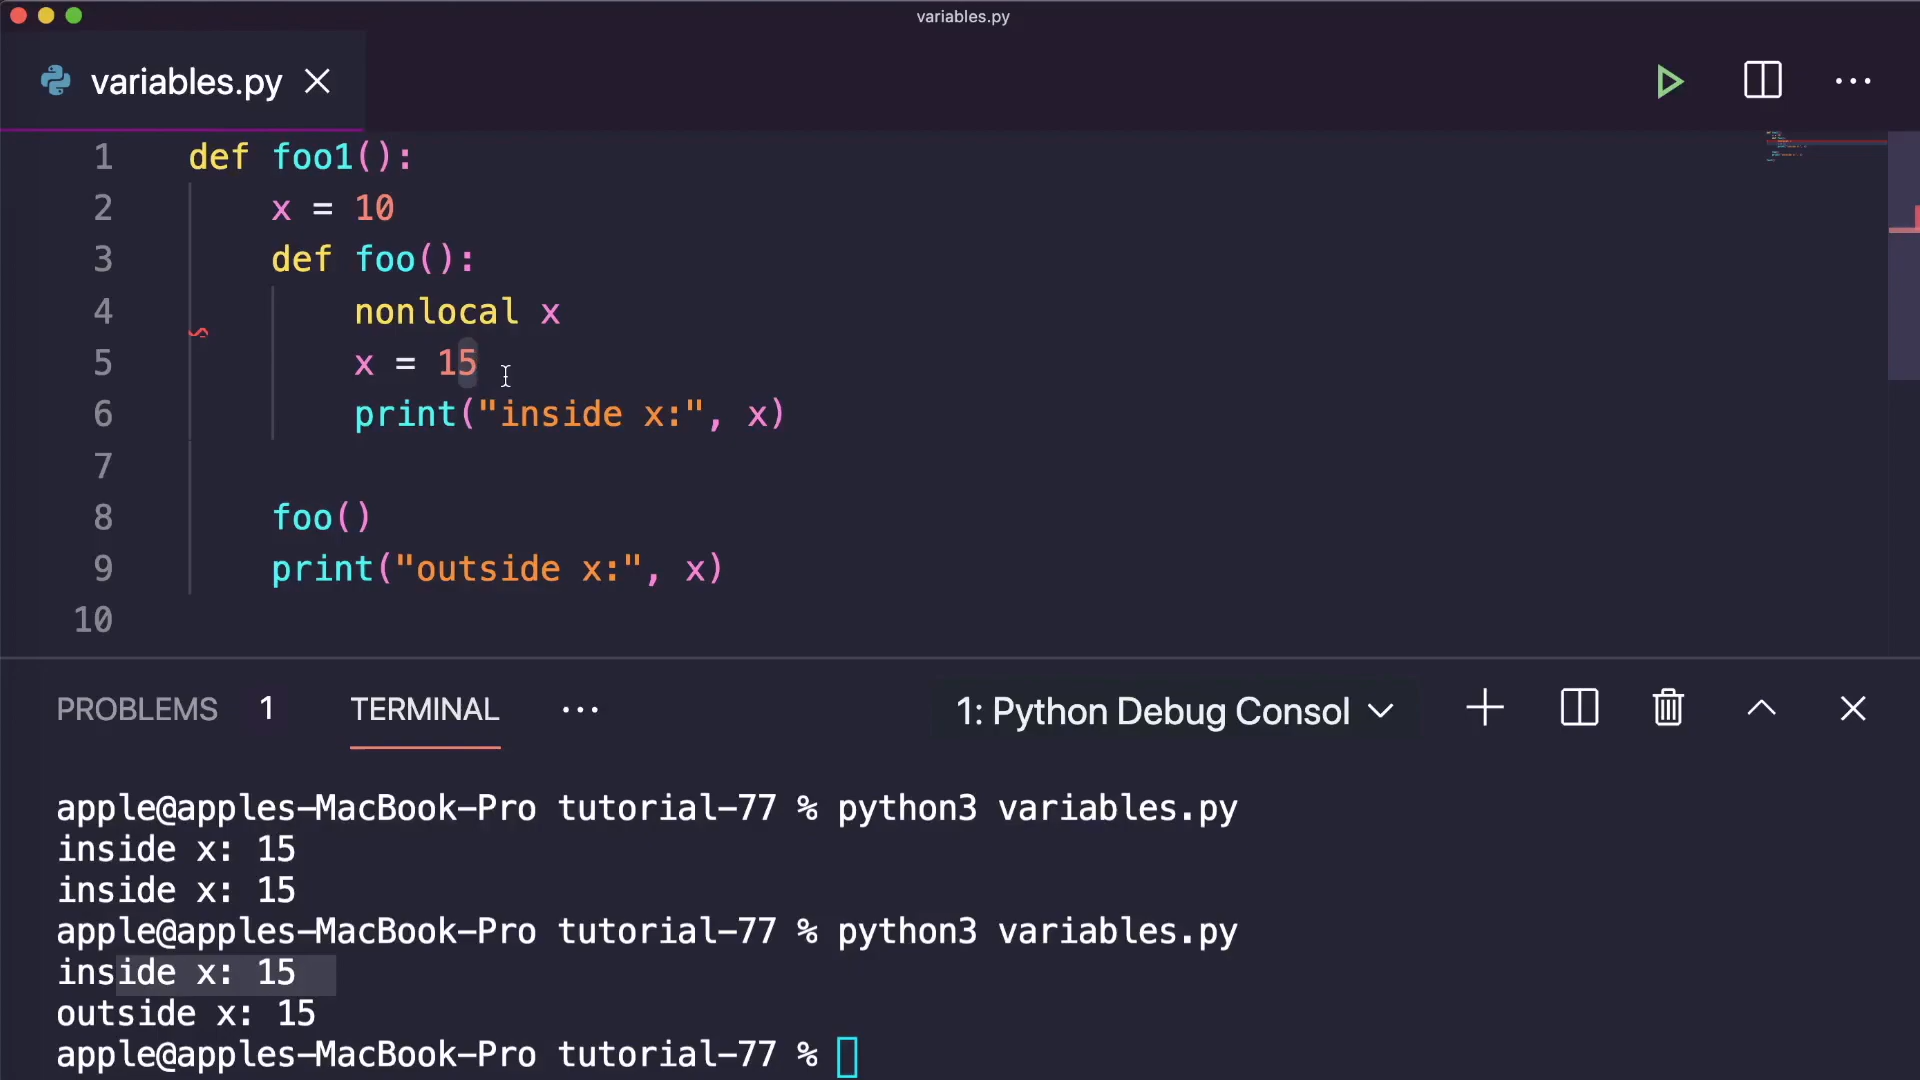 variables.py
variables.py
1 def foo1():
2 x = 10
3 def foo():
4 nonlocal x
5 x = 15
6 print("inside x:", x)
7
8 foo()
9 print("outside x:", x)
10
PROBLEMS 1 TERMINAL ··· 1: Python Debug Consol
apple@apples-MacBook-Pro tutorial-77 % python3 variables.py
inside x: 15
inside x: 15
apple@apples-MacBook-Pro tutorial-77 % python3 variables.py
inside x: 15
outside x: 15
apple@apples-MacBook-Pro tutorial-77 %